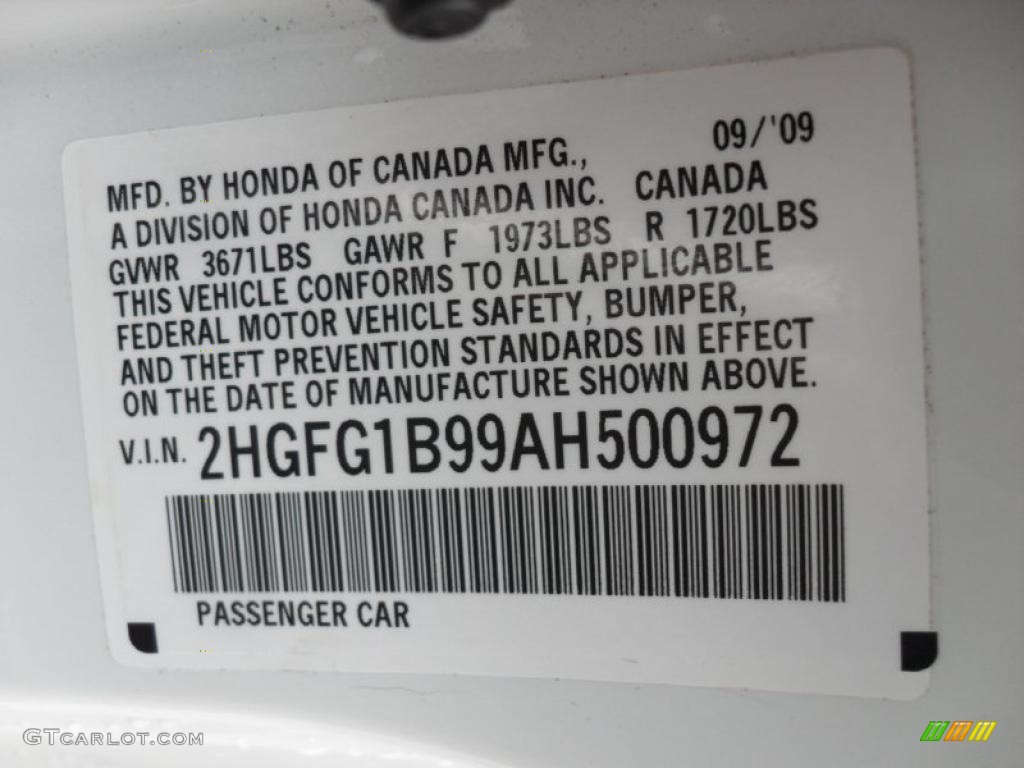 09/'09
MFD. BY HONDA OF CANADA MFG.,
A DIVISION OF HONDA CANADA INC. CANADA
GVWR 3671LBS GAWR F 1973LBS R 1720LBS
THIS VEHICLE CONFORMS TO ALL APPLICABLE
FEDERAL MOTOR VEHICLE SAFETY, BUMPER,
AND THEFT PREVENTION STANDARDS IN EFFECT
ON THE DATE OF MANUFACTURE SHOWN ABOVE.
V.I.N. 2HGFG1B99AH500972
PASSENGER CAR
GTCARLOT.COM